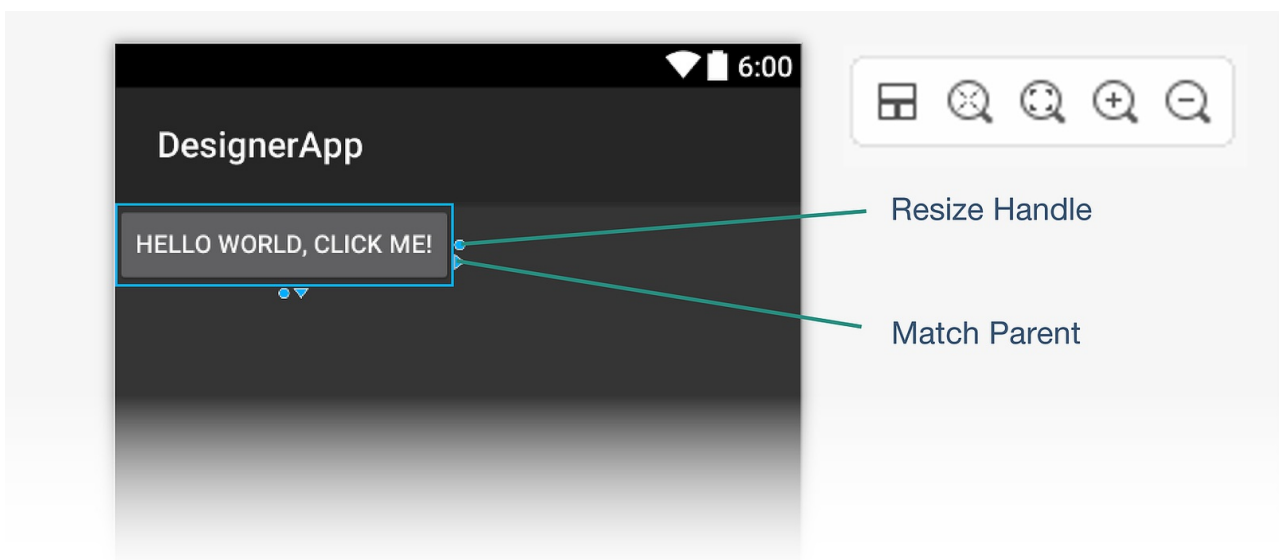 6:00
DesignerApp
HELLO WORLD, CLICK ME!
Resize Handle
Match Parent